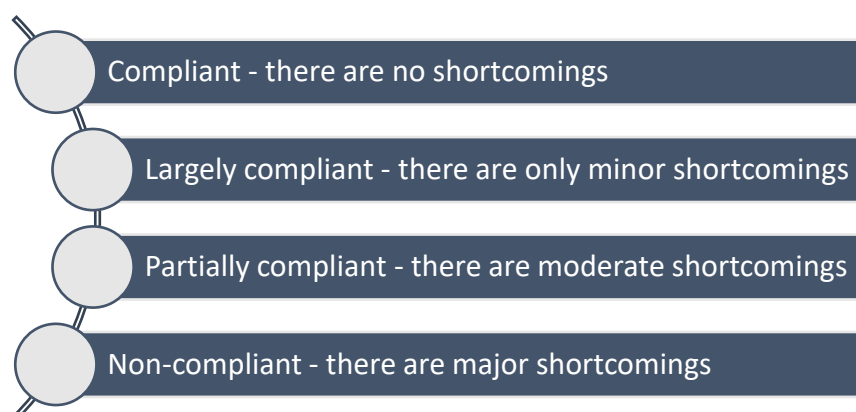 Compliant - there are no shortcomings
Largely compliant - there are only minor shortcomings
Partially compliant - there are moderate shortcomings
Non-compliant - there are major shortcomings